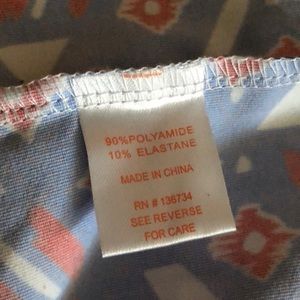 90%POLYAMIDE
10% ELASTANE
MADE IN CHINA
RN # 136734
SEE REVERSE
FOR CARE